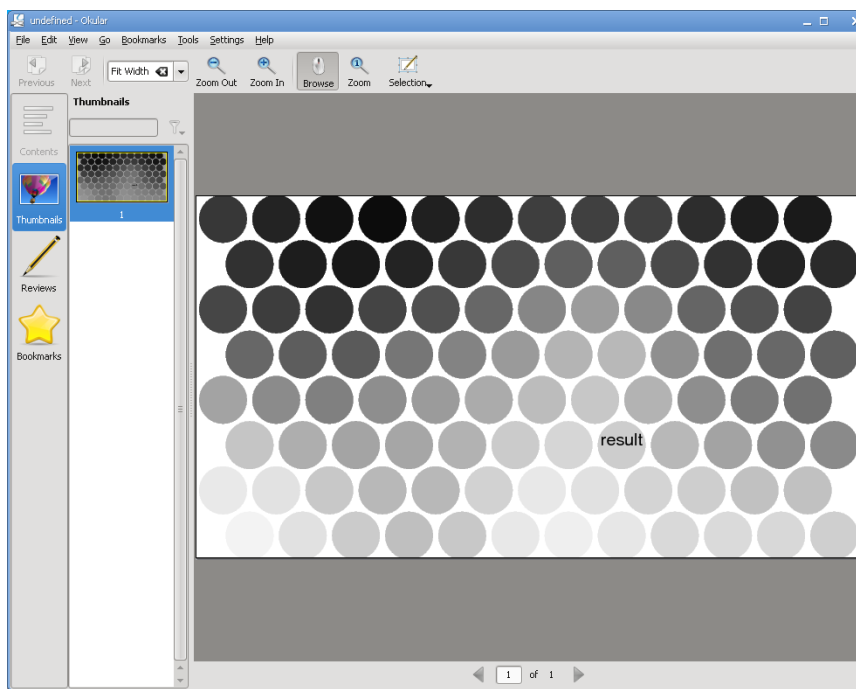 undefined - Okular
File Edit View Go Bookmarks Tools Settings Help
Previous Next Fit Width Zoom Out Zoom In Browse Zoom Selection
Contents
Thumbnails
Reviews
Bookmarks
Thumbnails
1
result
1 of 1